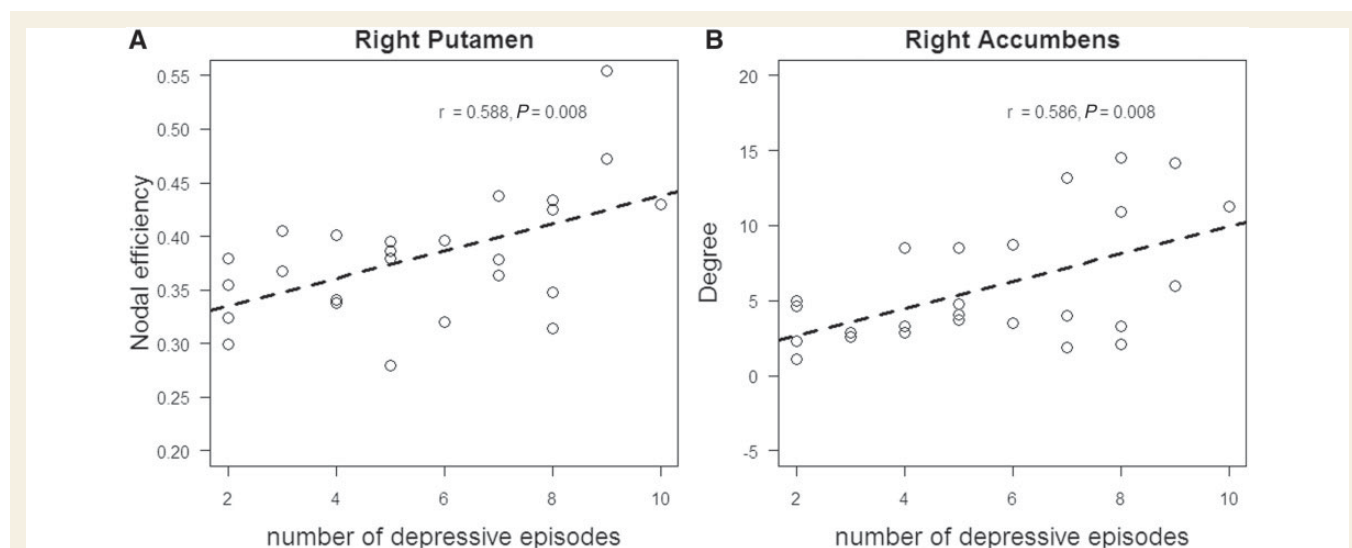 A Right Putamen
0.55
0.50
0.45
0.40
0.35
0.30
0.25
0.20
Nodal efficiency
r = 0.588, P = 0.008
2 4 6 8 10
number of depressive episodes
B Right Accumbens
20
15
10
5
0
-5
Degree
r = 0.586, P = 0.008
2 4 6 8 10
number of depressive episodes